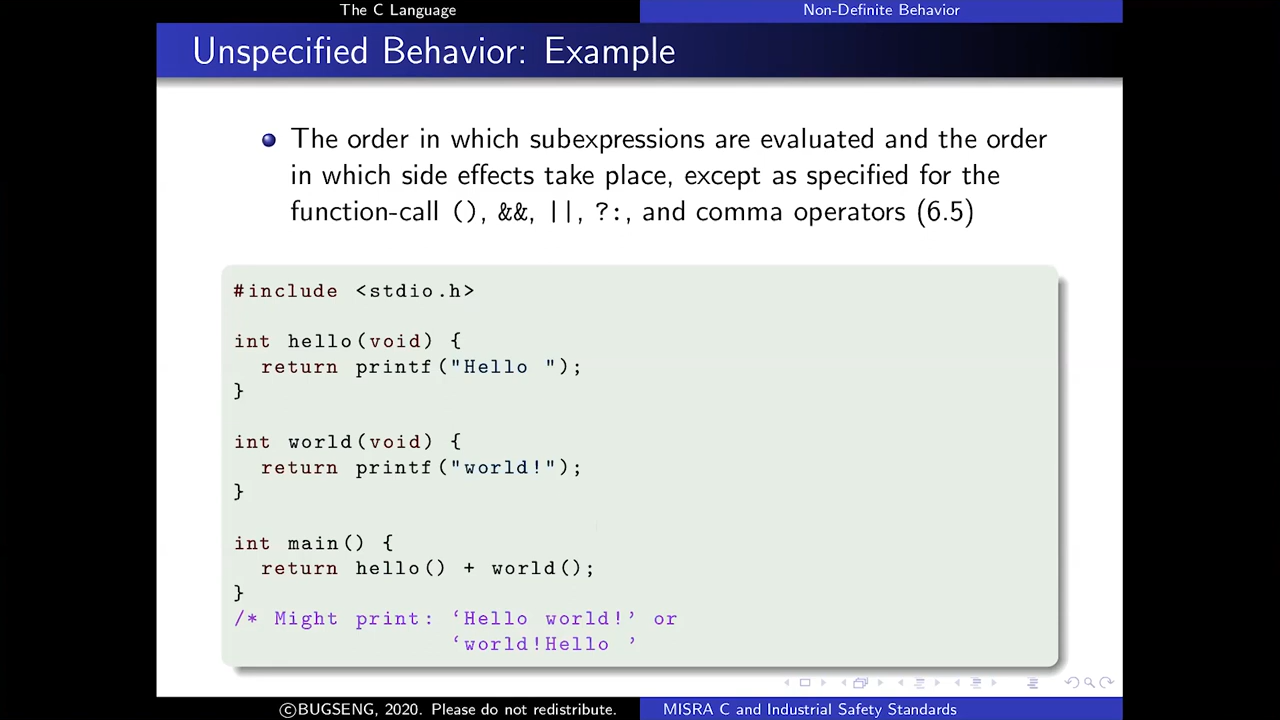 The C Language
Non-Definite Behavior
Unspecified Behavior: Example
The order in which subexpressions are evaluated and the order
in which side effects take place, except as specified for the
function-call (), &&, ||, ?:, and comma operators (6.5)
#include <stdio.h>
int hello(void) {
return printf("Hello ");
}
int world(void) {
return printf("world!");
}
int main() {
return hello() + world();
}
/* Might print: ‘Hello world!’ or
‘world!Hello ’
©BUGSENG, 2020. Please do not redistribute.
MISRA C and Industrial Safety Standards